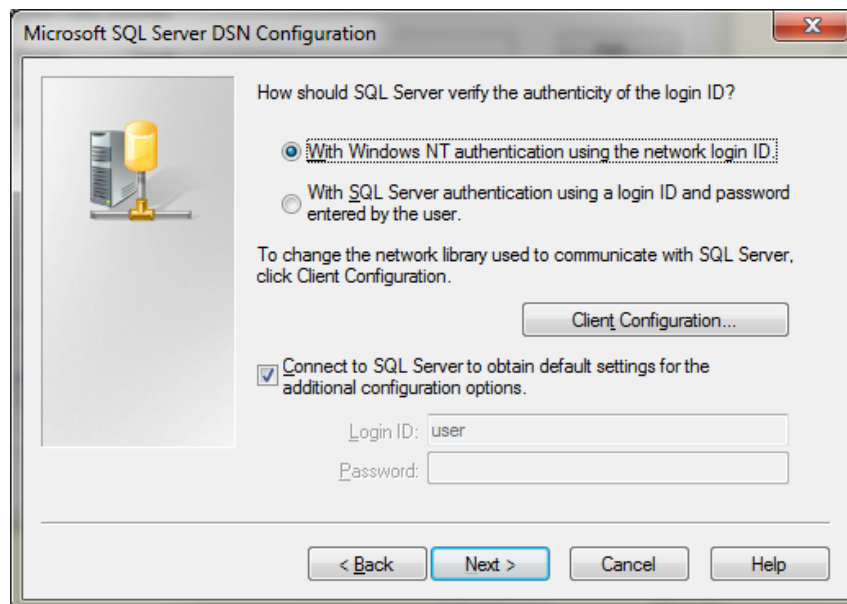 Microsoft SQL Server DSN Configuration
How should SQL Server verify the authenticity of the login ID?
With Windows NT authentication using the network login ID.
With SQL Server authentication using a login ID and password
entered by the user.
To change the network library used to communicate with SQL Server,
click Client Configuration.
Client Configuration...
Connect to SQL Server to obtain default settings for the
additional configuration options.
Login ID: user
Password:
< Back Next > Cancel Help